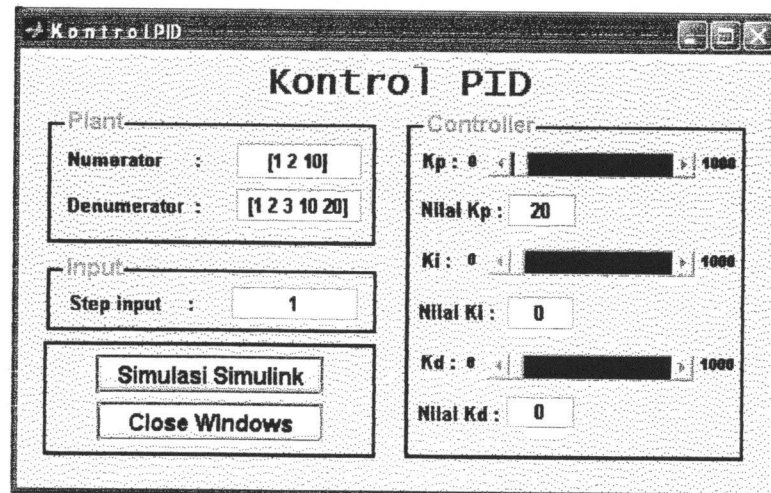 KontrolPID
Kontrol PID
Plant
Numerator : [1 2 10]
Denumerator : [1 2 3 10 20]
Input
Step input : 1
Simulasi Simulink
Close Windows
Controller
Kp : 0 1000
Nilai Kp : 20
Ki : 0 1000
Nilai Ki : 0
Kd : 0 1000
Nilai Kd : 0